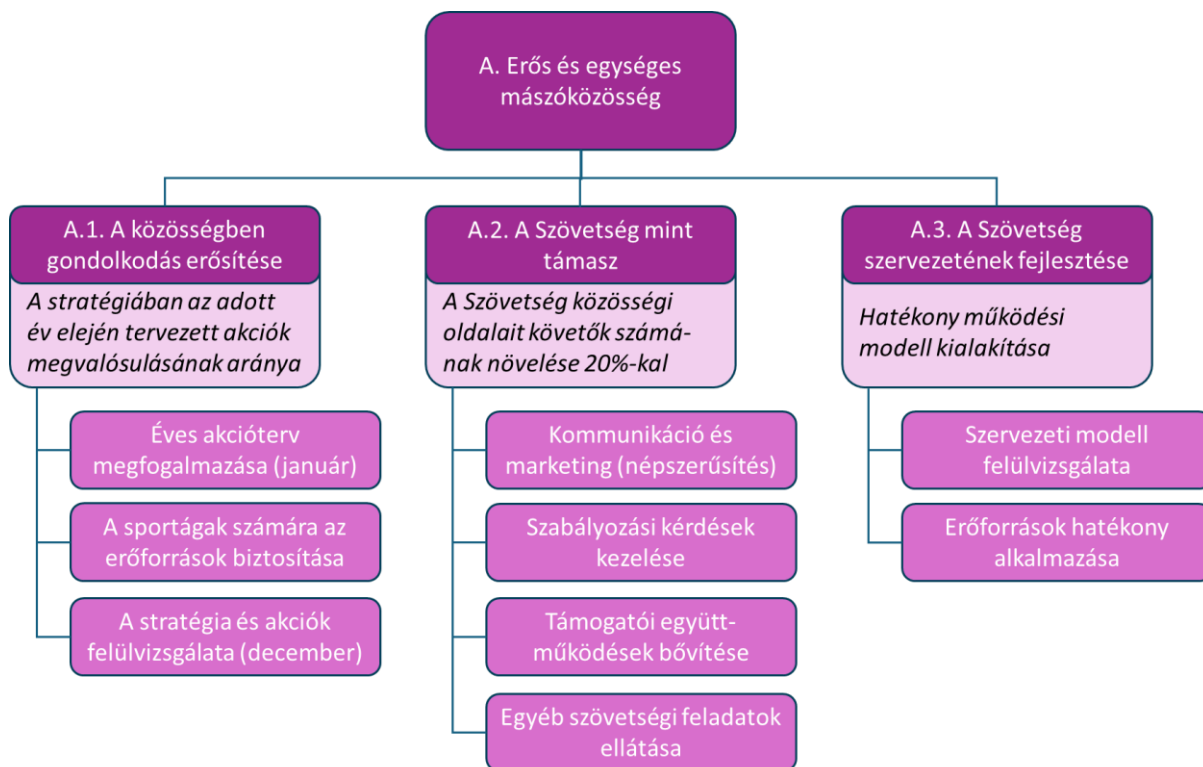 A. Erős és egységes
mászóközösség
A.1. A közösségben
gondolkodás erősítése
A stratégiában az adott
év elején tervezett akciók
megvalósulásának aránya
Éves akcióterv
megfogalmazása (január)
A sportágak számára az
erőforrások biztosítása
A stratégia és akciók
felülvizsgálata (december)
A.2. A Szövetség mint
támasz
A Szövetség közösségi
oldalait követők számá-
nak növelése 20%-kal
Kommunikáció és
marketing (népszerűsítés)
Szabályozási kérdések
kezelése
Támogatói együtt-
működések bővítése
Egyéb szövetségi feladatok
ellátása
A.3. A Szövetség
szervezetének fejlesztése
Hatékony működési
modell kialakítása
Szervezeti modell
felülvizsgálata
Erőforrások hatékony
alkalmazása